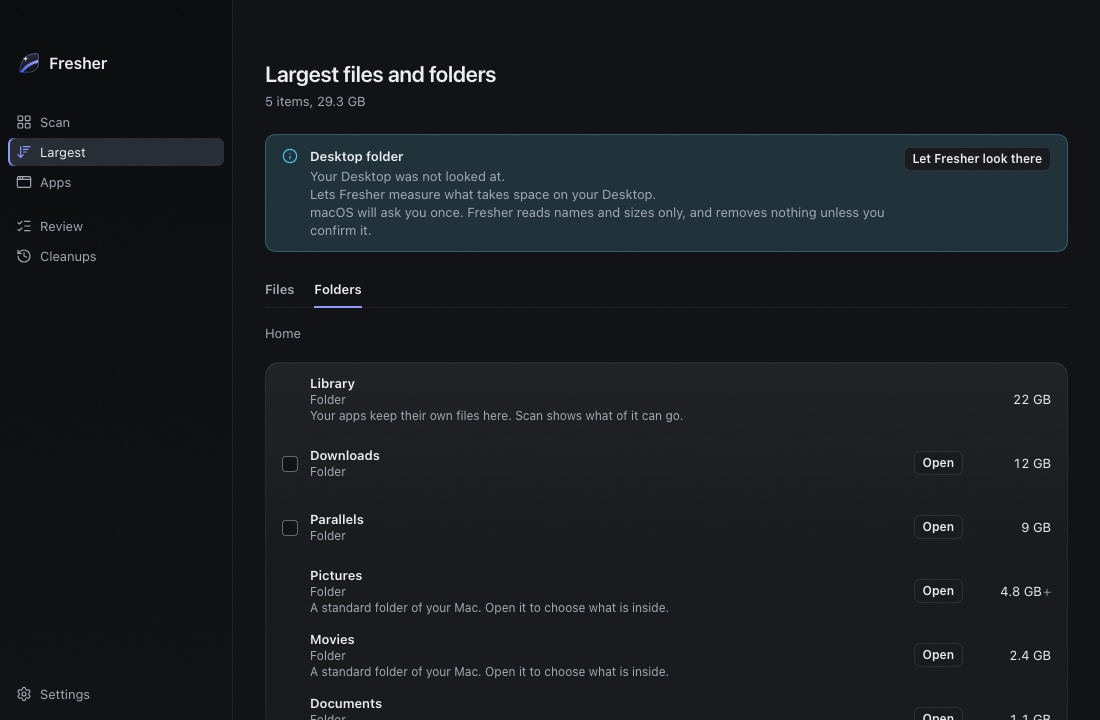 Fresher
Scan
Largest
Apps
Review
Cleanups
Settings
Largest files and folders
5 items, 29.3 GB
Desktop folder
Let Fresher look there
Your Desktop was not looked at.
Lets Fresher measure what takes space on your Desktop.
macOS will ask you once. Fresher reads names and sizes only, and removes nothing unless you
confirm it.
Files Folders
Home
Library
Folder
Your apps keep their own files here. Scan shows what of it can go.
22 GB
Downloads
Folder
Open 12 GB
Parallels
Folder
Open 9 GB
Pictures
Folder
A standard folder of your Mac. Open it to choose what is inside.
Open 4.8 GB+
Movies
Folder
A standard folder of your Mac. Open it to choose what is inside.
Open 2.4 GB
Documents
Folder
Open 1.1 GB